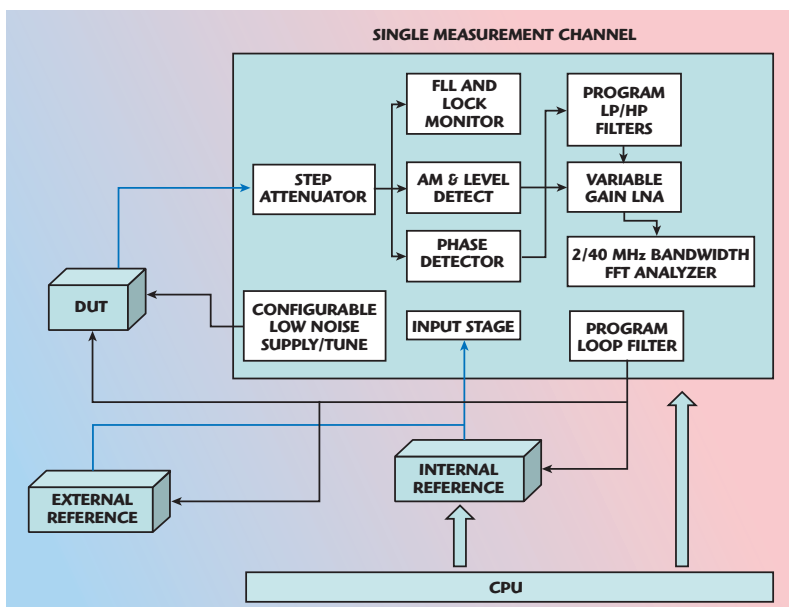 SINGLE MEASUREMENT CHANNEL
FLL AND
LOCK
MONITOR
PROGRAM
LP/HP
FILTERS
STEP
ATTENUATOR
AM & LEVEL
DETECT
VARIABLE
GAIN LNA
PHASE
DETECTOR
2/40 MHz BANDWIDTH
FFT ANALYZER
DUT
CONFIGURABLE
LOW NOISE
SUPPLY/TUNE
INPUT STAGE
PROGRAM
LOOP FILTER
EXTERNAL
REFERENCE
INTERNAL
REFERENCE
CPU